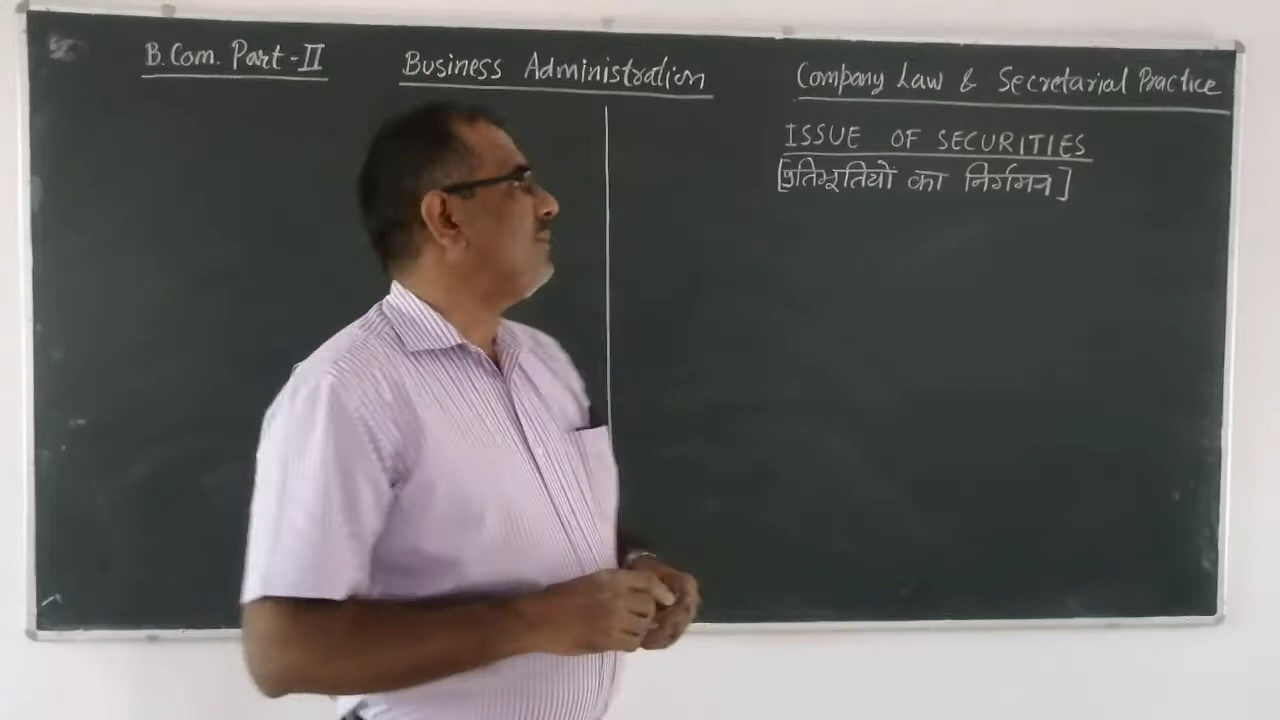 B.Com. Part-II
Business Administration
Company Law & Secretarial Practice
ISSUE OF SECURITIES
[प्रतिभूतियों का निर्गमन]